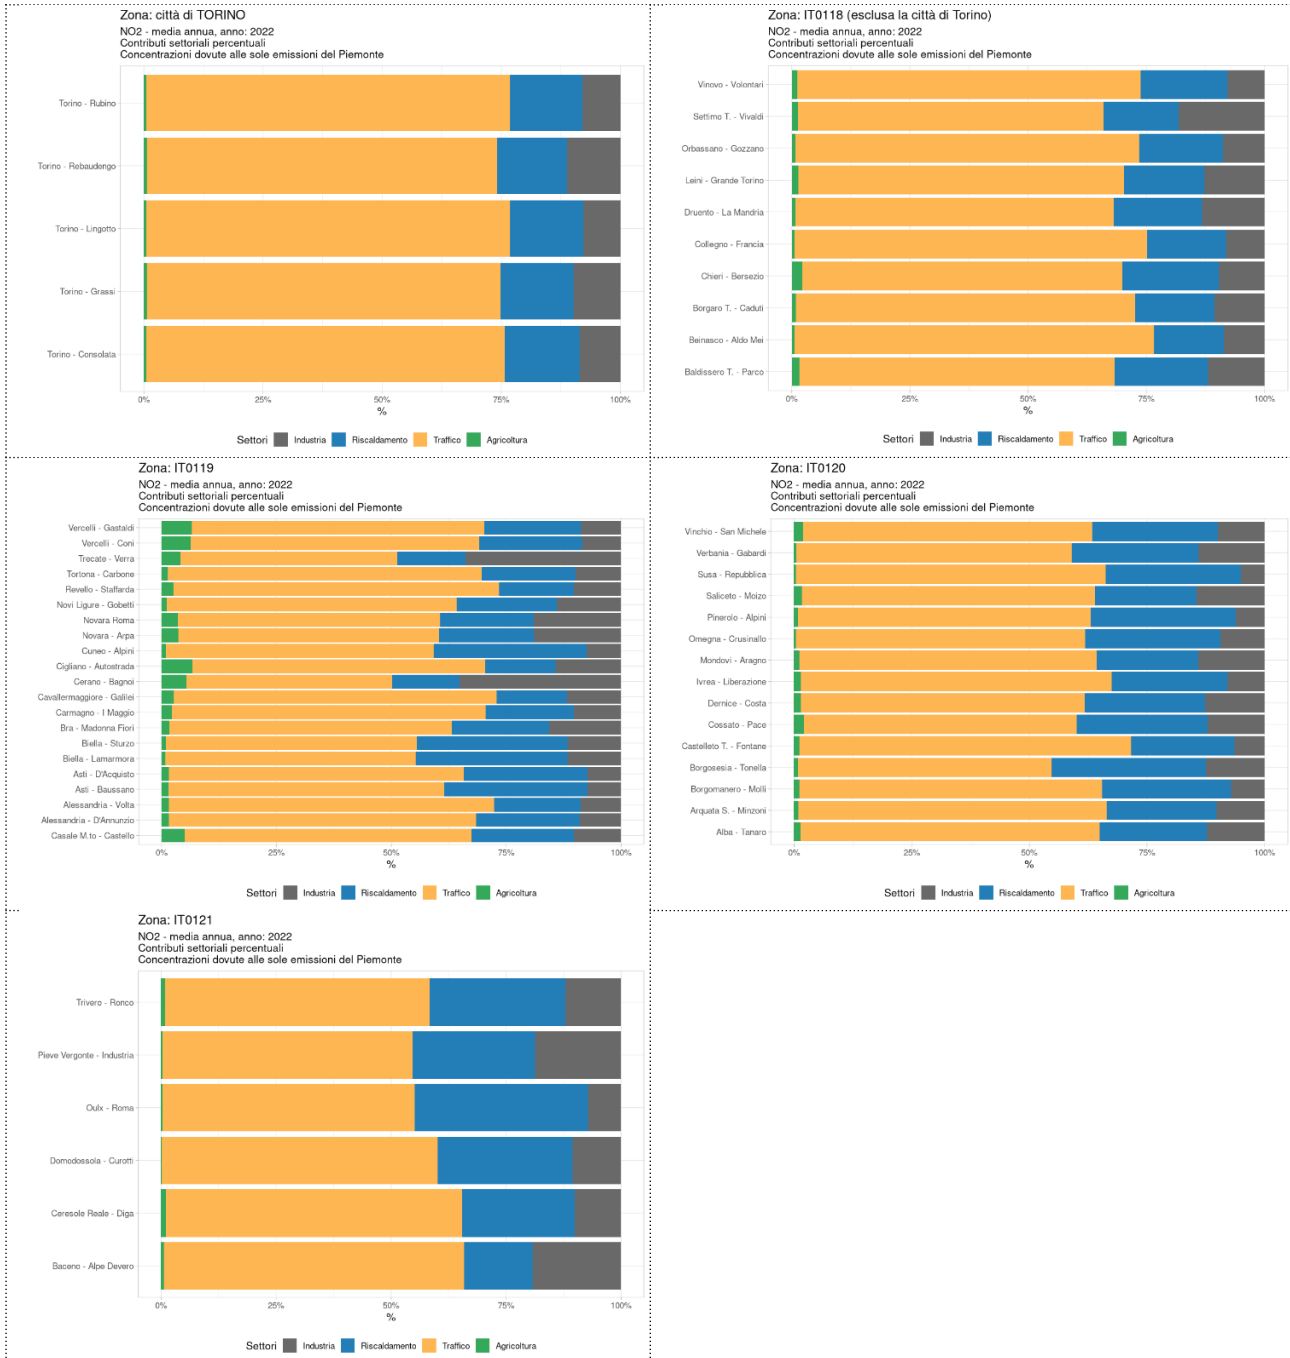 Zona: città di TORINO
NO2 - media annua, anno: 2022
Contributi settoriali percentuali
Concentrazioni dovute alle sole emissioni del Piemonte
Torino - Rubino
Torino - Rebaudengo
Torino - Lingotto
Torino - Grassi
Torino - Consolata
0% 25% 50% 75% 100%
%
Settori Industria Riscaldamento Traffico Agricoltura
Zona: IT0118 (esclusa la città di Torino)
NO2 - media annua, anno: 2022
Contributi settoriali percentuali
Concentrazioni dovute alle sole emissioni del Piemonte
Vinovo - Volontari
Settimo T. - Vivaldi
Orbassano - Gozzano
Leini - Grande Torino
Druento - La Mandria
Collegno - Francia
Chieri - Bersezio
Borgaro T. - Caduti
Beinasco - Aldo Mei
Baldissero T. - Parco
0% 25% 50% 75% 100%
%
Settori Industria Riscaldamento Traffico Agricoltura
Zona: IT0119
NO2 - media annua, anno: 2022
Contributi settoriali percentuali
Concentrazioni dovute alle sole emissioni del Piemonte
Vercelli - Gastaldi
Vercelli - Coni
Trecate - Verra
Tortona - Carbone
Revello - Staffarda
Novi Ligure - Gobetti
Novara Roma
Novara - Arpa
Cuneo - Alpini
Cigliano - Autostrada
Cerano - Bagnoi
Cavallermaggiore - Galilei
Carmagno - I Maggio
Bra - Madonna Fiori
Biella - Sturzo
Biella - Lamarmora
Asti - D'Acquisto
Asti - Baussano
Alessandria - Volta
Alessandria - D'Annunzio
Casale M.to - Castello
0% 25% 50% 75% 100%
%
Settori Industria Riscaldamento Traffico Agricoltura
Zona: IT0120
NO2 - media annua, anno: 2022
Contributi settoriali percentuali
Concentrazioni dovute alle sole emissioni del Piemonte
Vinchio - San Michele
Verbania - Gabardi
Susa - Repubblica
Saliceto - Moizo
Pinerolo - Alpini
Omegna - Crusinallo
Mondovi - Aragno
Ivrea - Liberazione
Dernice - Costa
Cossato - Pace
Castelleto T. - Fontane
Borgosesia - Tonella
Borgomanero - Molli
Arquata S. - Minzoni
Alba - Tanaro
0% 25% 50% 75% 100%
%
Settori Industria Riscaldamento Traffico Agricoltura
Zona: IT0121
NO2 - media annua, anno: 2022
Contributi settoriali percentuali
Concentrazioni dovute alle sole emissioni del Piemonte
Trivero - Ronco
Pieve Vergonte - Industria
Oulx - Roma
Domodossola - Curotti
Ceresole Reale - Diga
Baceno - Alpe Devero
0% 25% 50% 75% 100%
%
Settori Industria Riscaldamento Traffico Agricoltura